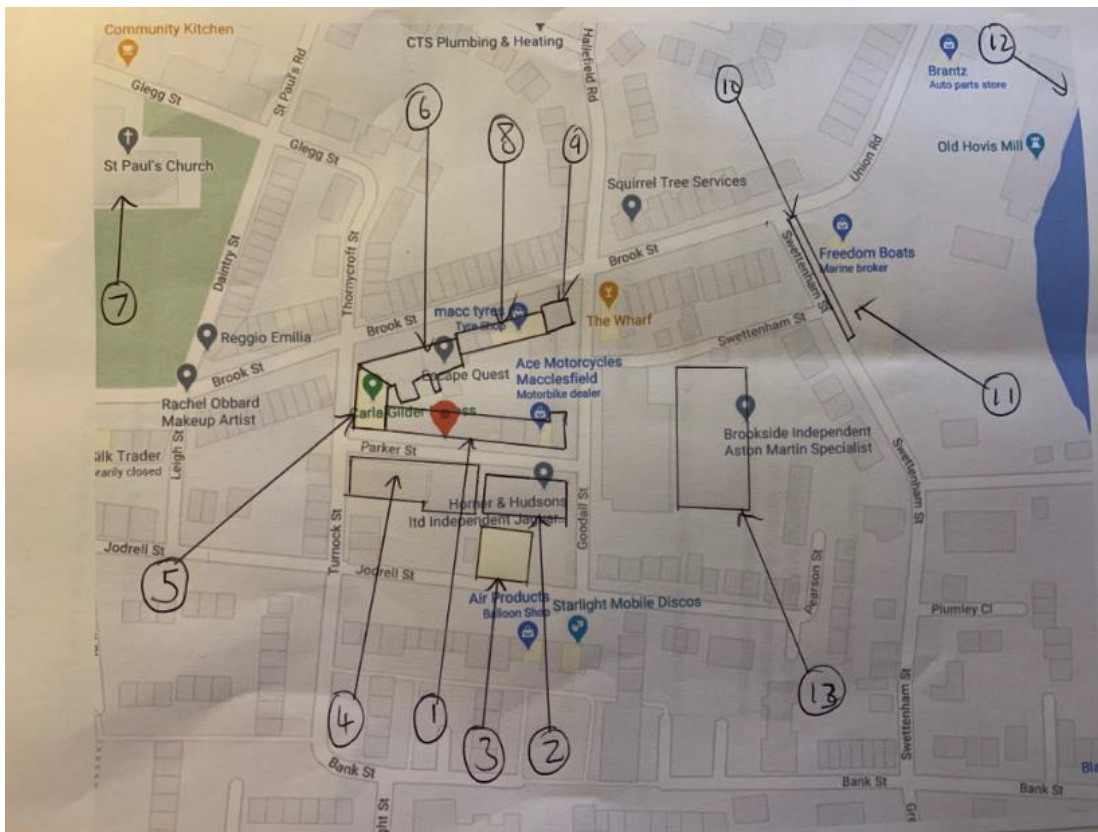 Community Kitchen
CTS Plumbing & Heating
Hallefield Rd
12
Brantz
Auto parts store
Glegg St
St Paul's Rd
6
8
9
10
Union Rd
Old Hovis Mill
St Paul's Church
Glegg St
Squirrel Tree Services
7
Daintry St
Thornycroft St
Brook St
Swettenham St
Freedom Boats
Marine broker
macc tyres
Tyre Shop
The Wharf
Reggio Emilia
Brook St
Swettenham St
11
Brook St
Escape Quest
Ace Motorcycles
Macclesfield
Motorbike dealer
Rachel Obbard
Makeup Artist
Carla Gilder
Brookside Independent
Aston Martin Specialist
Parker St
Leigh St
Horner & Hudsons
ltd Independent Jaguar
Goodall St
Swettenham St
5
Turnock St
Jodrell St
Jodrell St
Air Products
Balloon Shop
Starlight Mobile Discos
Pearson St
Plumley Cl
4
1
3
2
13
Swettenham St
Bank St
Bank St
Bank St